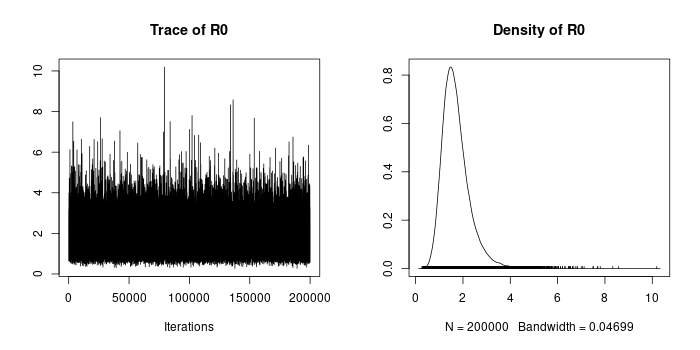 Trace of R0
0 2 4 6 8 10
0 50000 100000 150000 200000
Iterations
Density of R0
0.0 0.2 0.4 0.6 0.8
0 2 4 6 8 10
N = 200000 Bandwidth = 0.04699